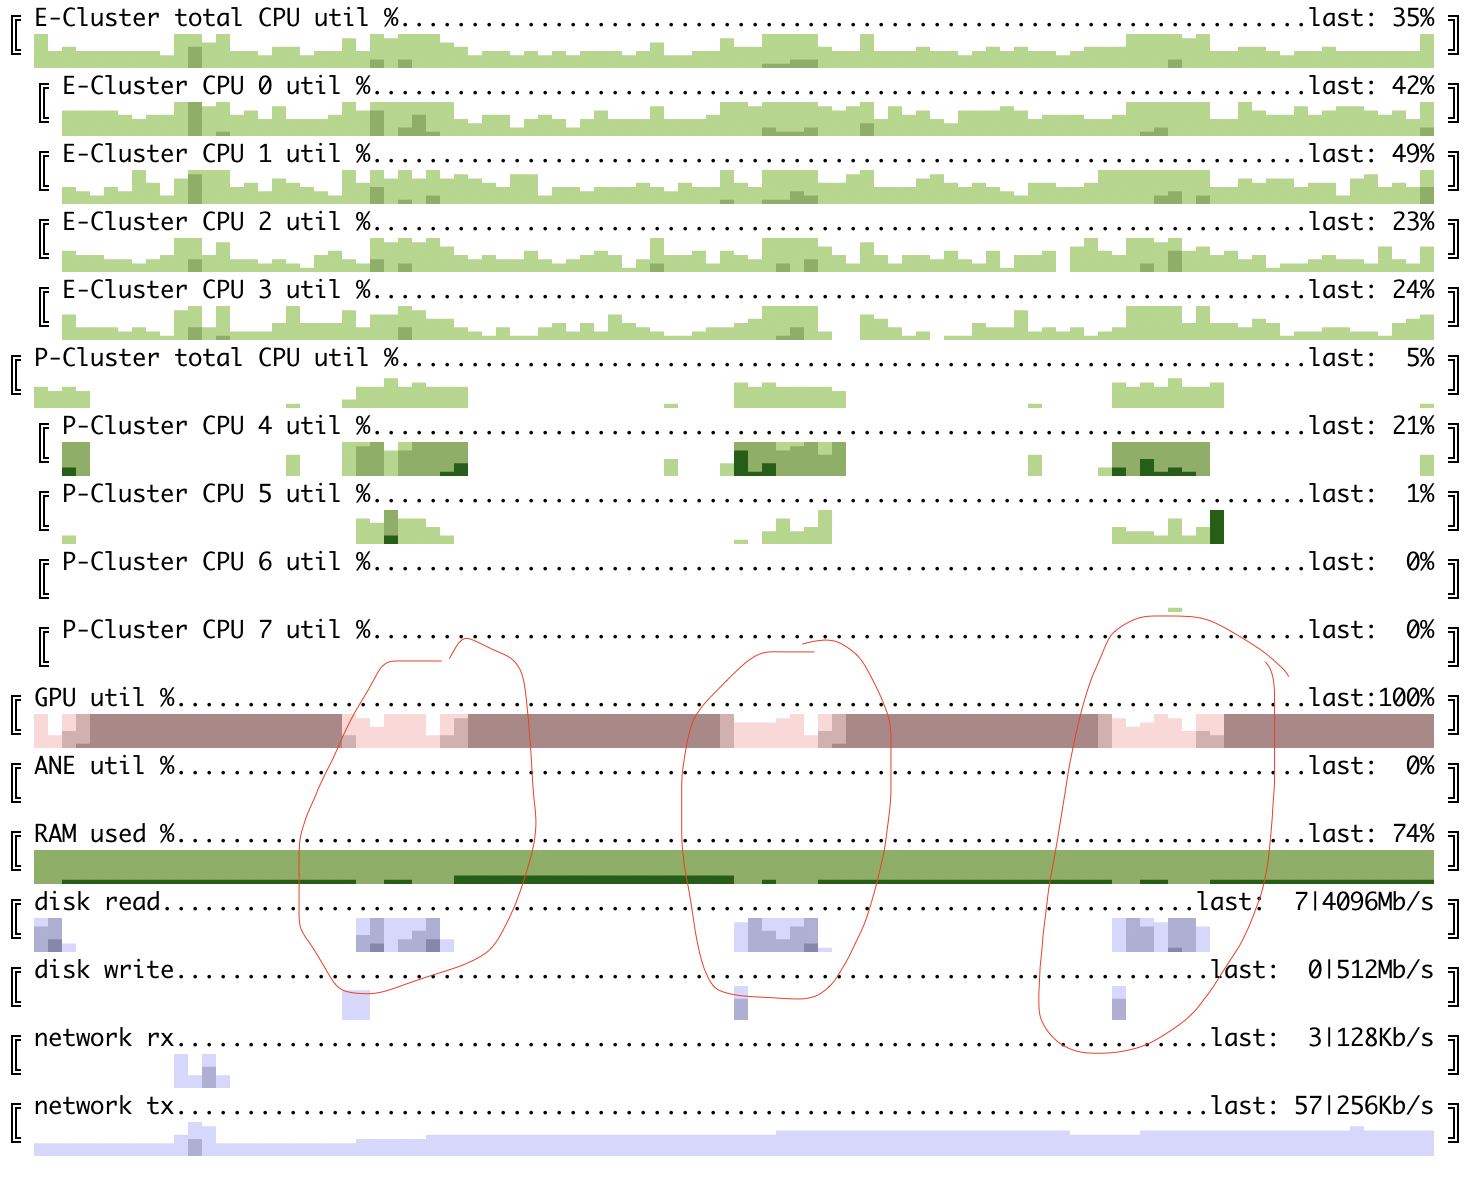 E-Cluster total CPU util %.................................................................last: 35%
E-Cluster CPU 0 util %...................................................................last: 42%
E-Cluster CPU 1 util %...................................................................last: 49%
E-Cluster CPU 2 util %...................................................................last: 23%
E-Cluster CPU 3 util %...................................................................last: 24%
P-Cluster total CPU util %.................................................................last:  5%
P-Cluster CPU 4 util %...................................................................last: 21%
P-Cluster CPU 5 util %...................................................................last:  1%
P-Cluster CPU 6 util %...................................................................last:  0%
P-Cluster CPU 7 util %...................................................................last:  0%
GPU util %.................................................................................last:100%
ANE util %.................................................................................last:  0%
RAM used %.................................................................................last: 74%
disk read..........................................................................last:  7|4096Mb/s
disk write..........................................................................last:  0|512Mb/s
network rx..........................................................................last:  3|128Kb/s
network tx..........................................................................last: 57|256Kb/s